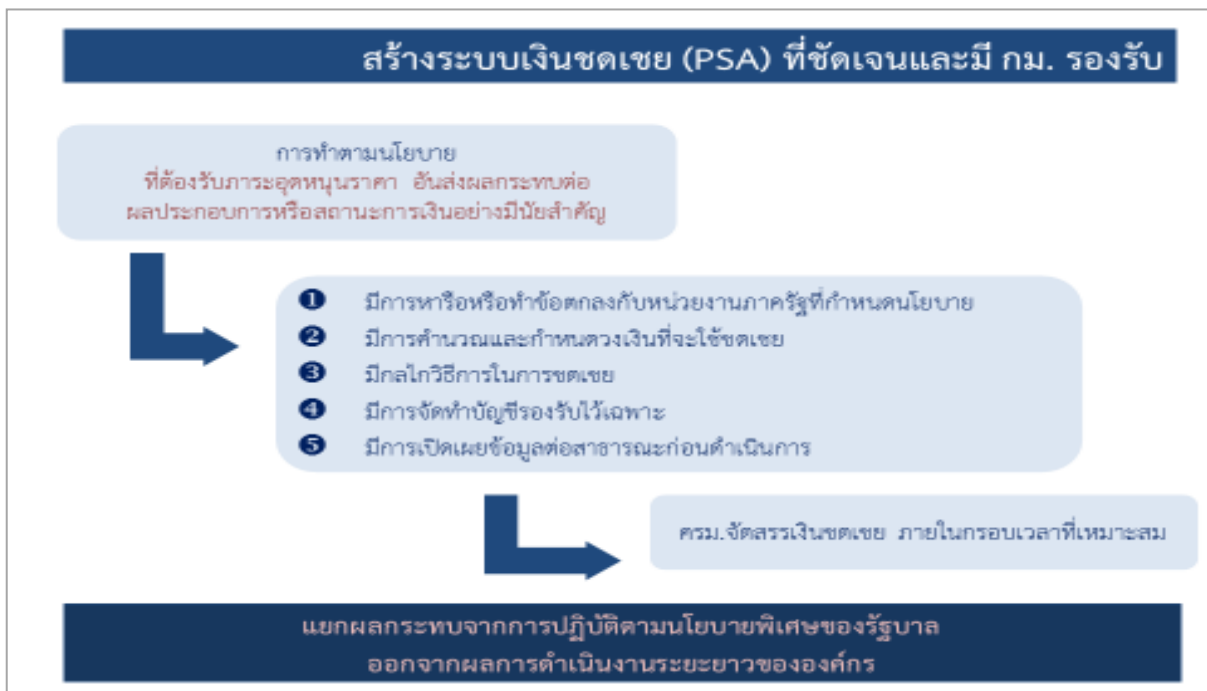 สร้างระบบเงินชดเชย (PSA) ที่ชัดเจนและมี กม. รองรับ
การทำตามนโยบาย
ที่ต้องรับภาระอุดหนุนราคา อันส่งผลกระทบต่อ
ผลประกอบการหรือสถานะการเงินอย่างมีนัยสำคัญ
❶ มีการหารือหรือทำข้อตกลงกับหน่วยงานภาครัฐที่กำหนดนโยบาย
❷ มีการคำนวณและกำหนดวงเงินที่จะใช้ชดเชย
❸ มีกลไกวิธีการในการชดเชย
❹ มีการจัดทำบัญชีรองรับไว้เฉพาะ
❺ มีการเปิดเผยข้อมูลต่อสาธารณะก่อนดำเนินการ
ครม.จัดสรรเงินชดเชย ภายในกรอบเวลาที่เหมาะสม
แยกผลกระทบจากการปฏิบัติตามนโยบายพิเศษของรัฐบาล
ออกจากผลการดำเนินงานระยะยาวขององค์กร